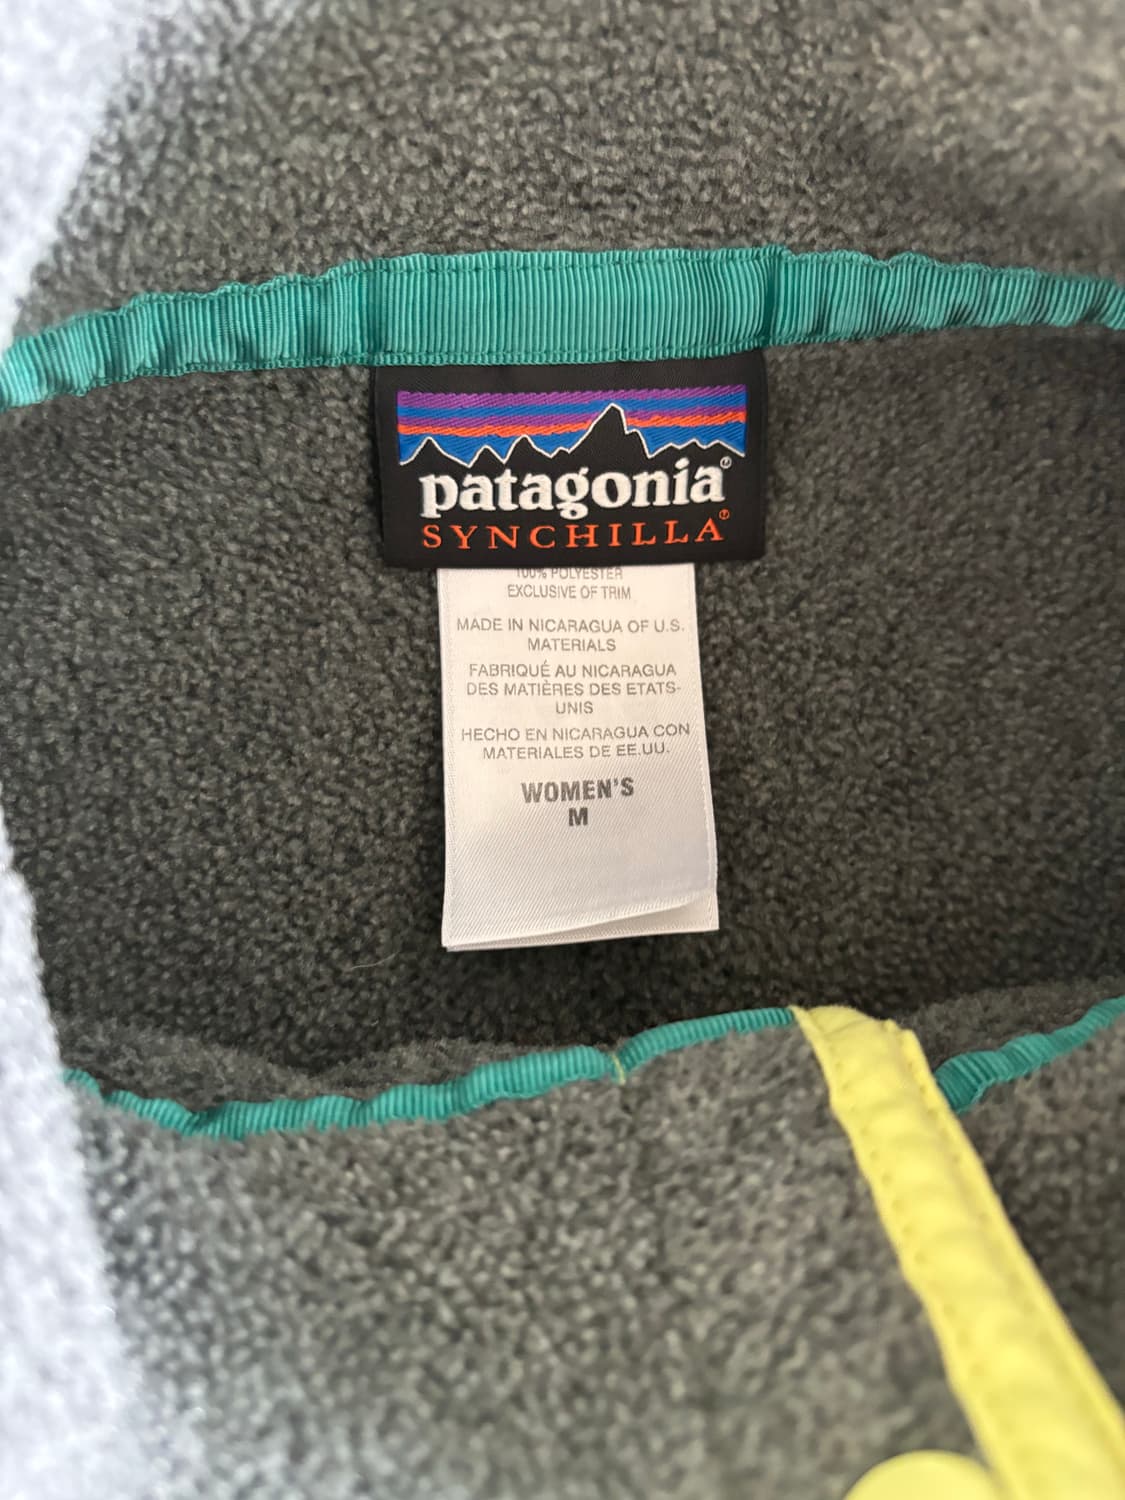 patagonia®
SYNCHILLA®
100% POLYESTER
EXCLUSIVE OF TRIM
MADE IN NICARAGUA OF U.S.
MATERIALS
FABRIQUÉ AU NICARAGUA
DES MATIÈRES DES ETATS-
UNIS
HECHO EN NICARAGUA CON
MATERIALES DE EE.UU.
WOMEN'S
M